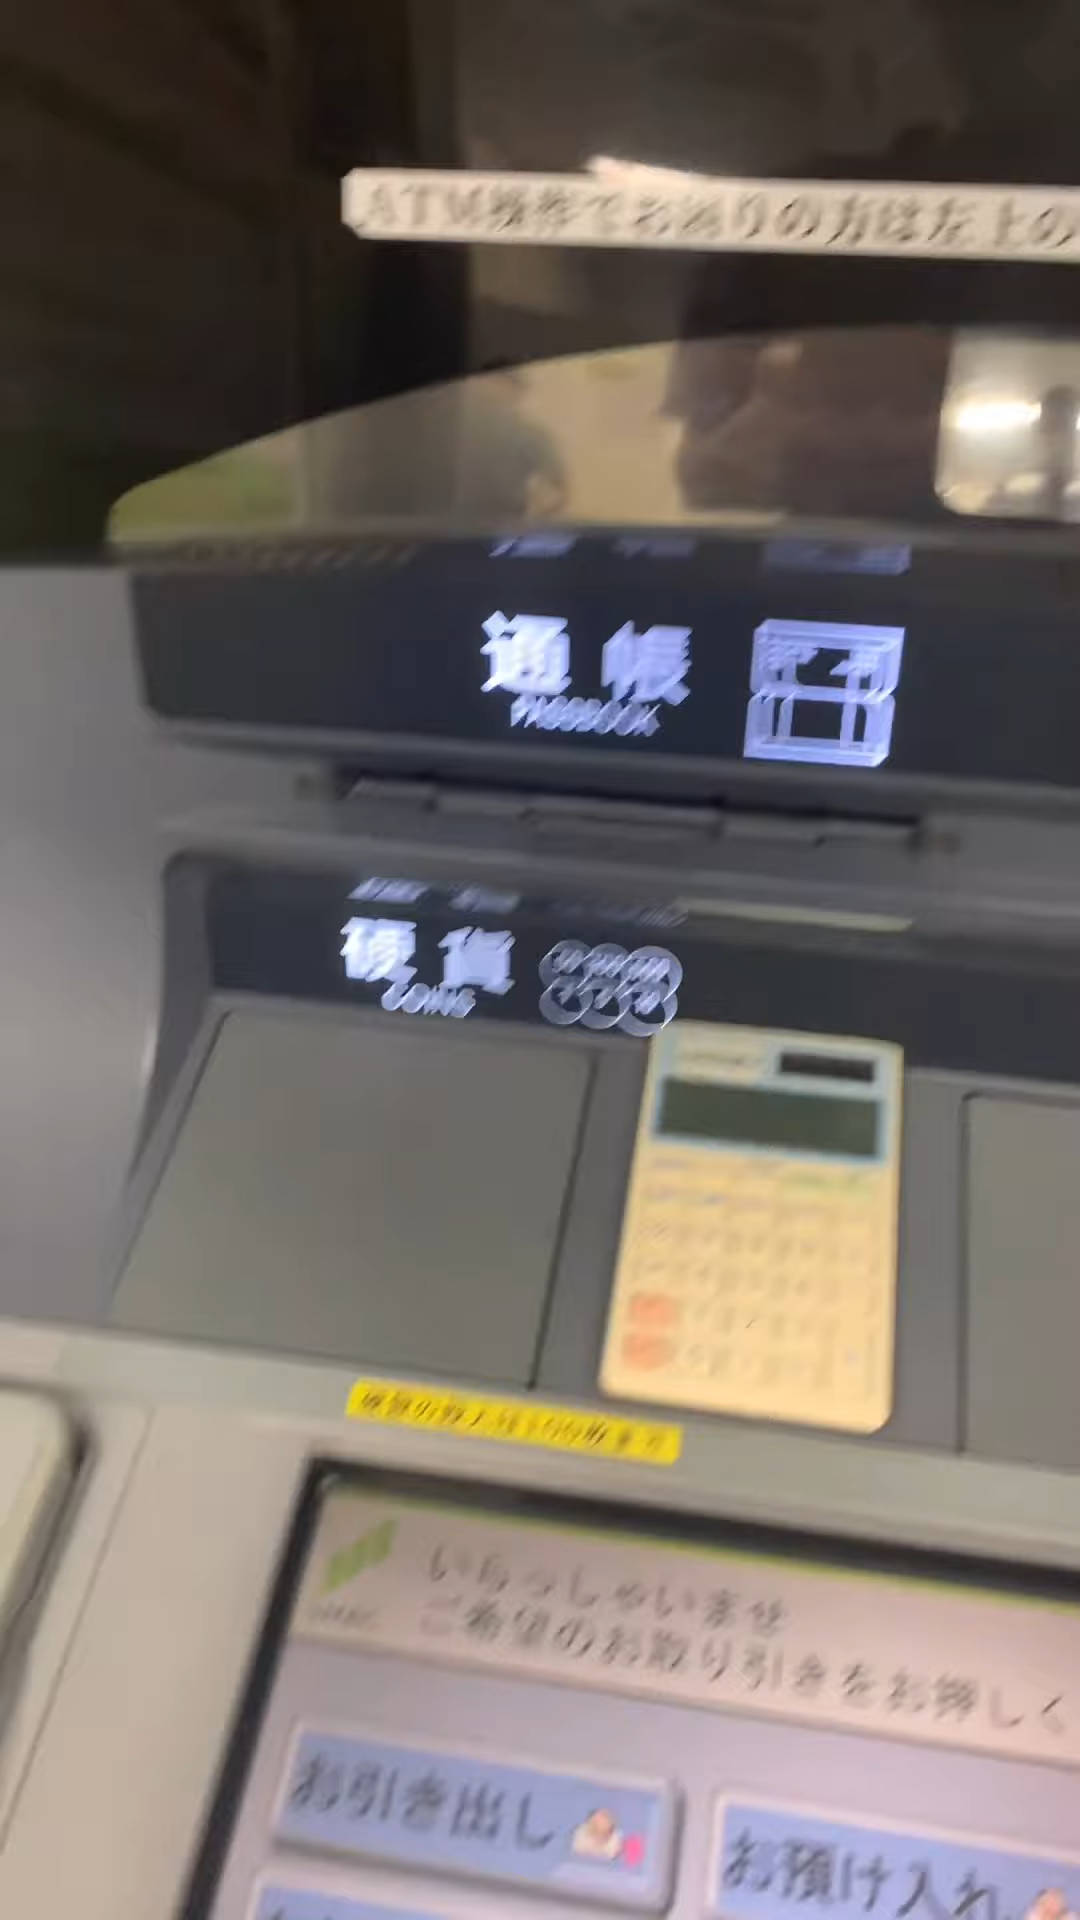 ATM操作でお困りの方は左上の
通帳
PASSBOOK
硬貨
COINS
いらっしゃいませ
ご希望のお取り引きをお押しく
お引き出し
お預け入れ